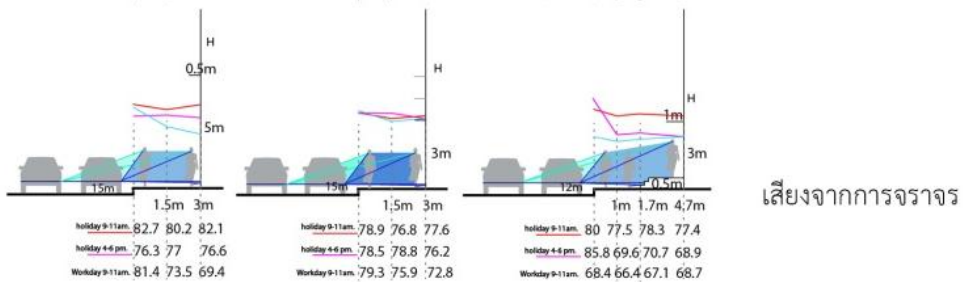 H
0.5m
5m
15m
1.5m 3m
holiday 9-11am. 82.7 80.2 82.1
holiday 4-6 pm. 76.3 77 76.6
Workday 9-11am. 81.4 73.5 69.4
H
3m
15m
1.5m 3m
holiday 9-11am. 78.9 76.8 77.6
holiday 4-6 pm. 78.5 78.8 76.2
Workday 9-11am. 79.3 75.9 72.8
H
1m
3m
12m
0.5m
1m 1.7m 4.7m
holiday 9-11am. 80 77.5 78.3 77.4
holiday 4-6 pm. 85.8 69.6 70.7 68.9
Workday 9-11am. 68.4 66.4 67.1 68.7
เสียงจากการจราจร